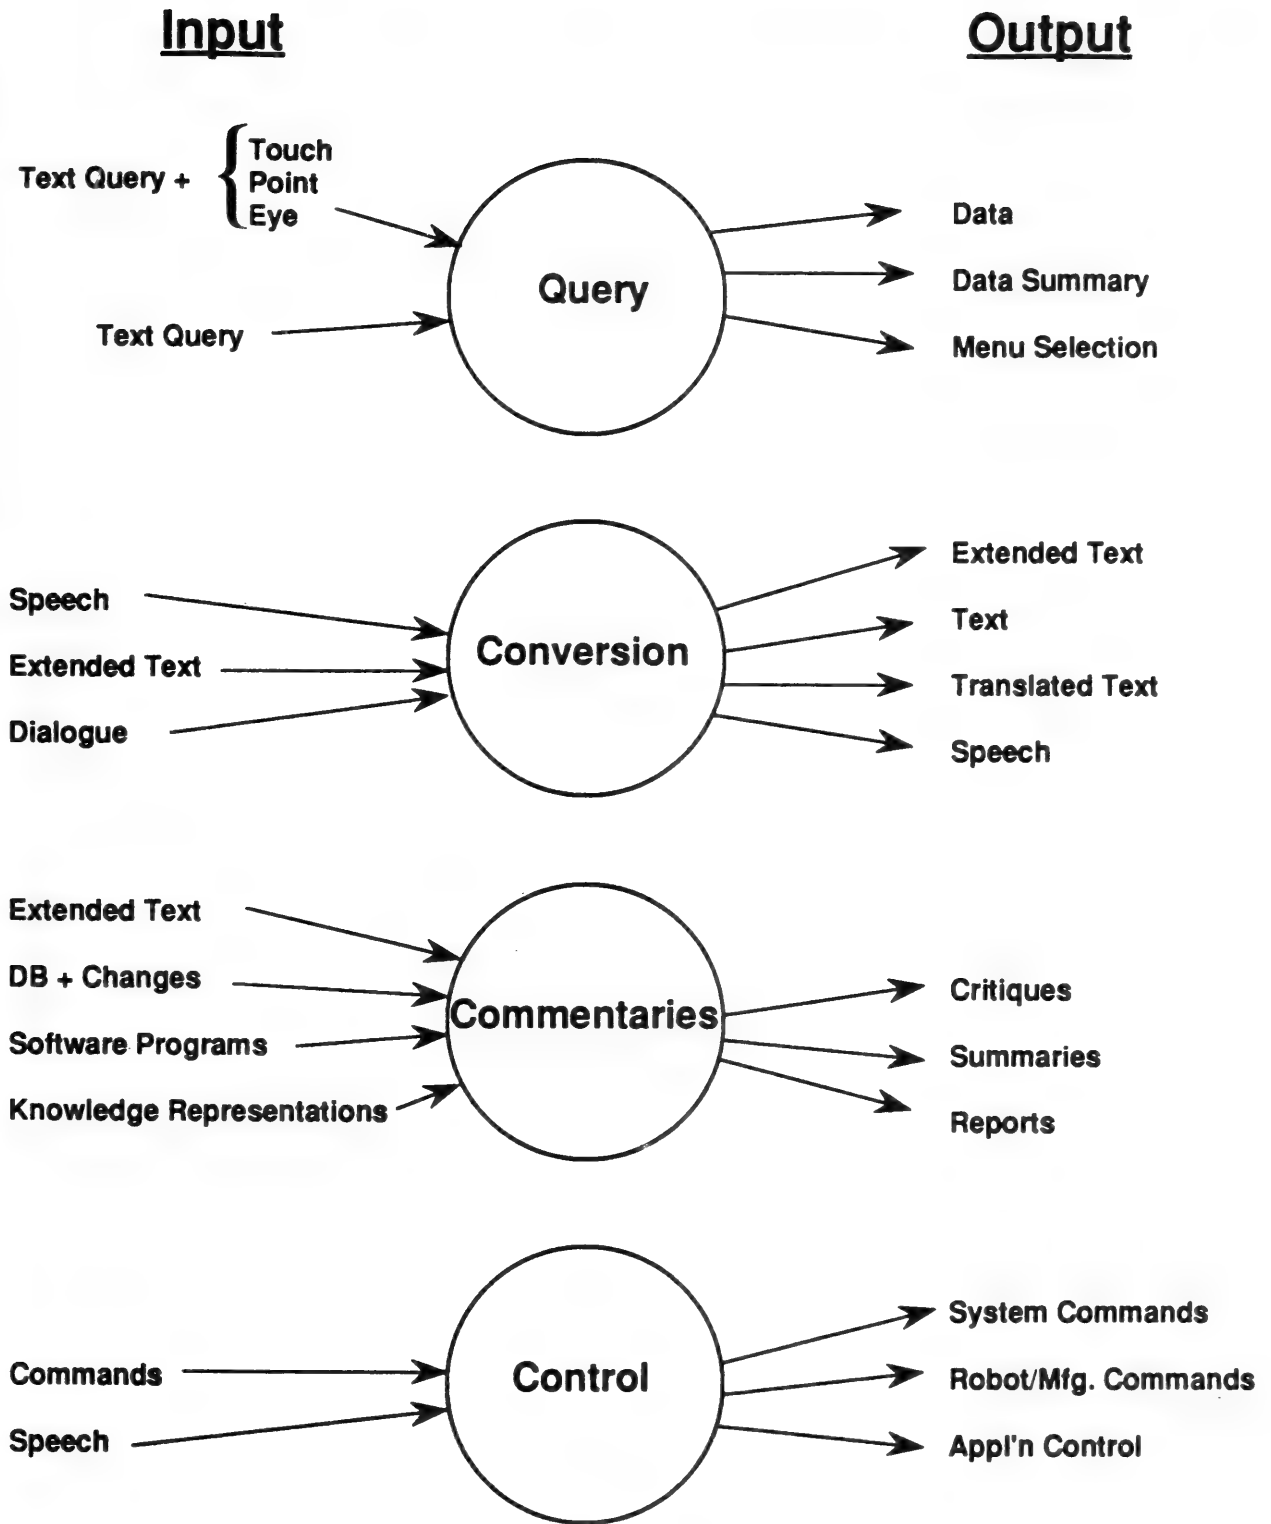 Input
Output
Text Query + { Touch
Point
Eye
Text Query
Query
Data
Data Summary
Menu Selection
Speech
Extended Text
Dialogue
Conversion
Extended Text
Text
Translated Text
Speech
Extended Text
DB + Changes
Software Programs
Knowledge Representations
Commentaries
Critiques
Summaries
Reports
Commands
Speech
Control
System Commands
Robot/Mfg. Commands
Appl'n Control